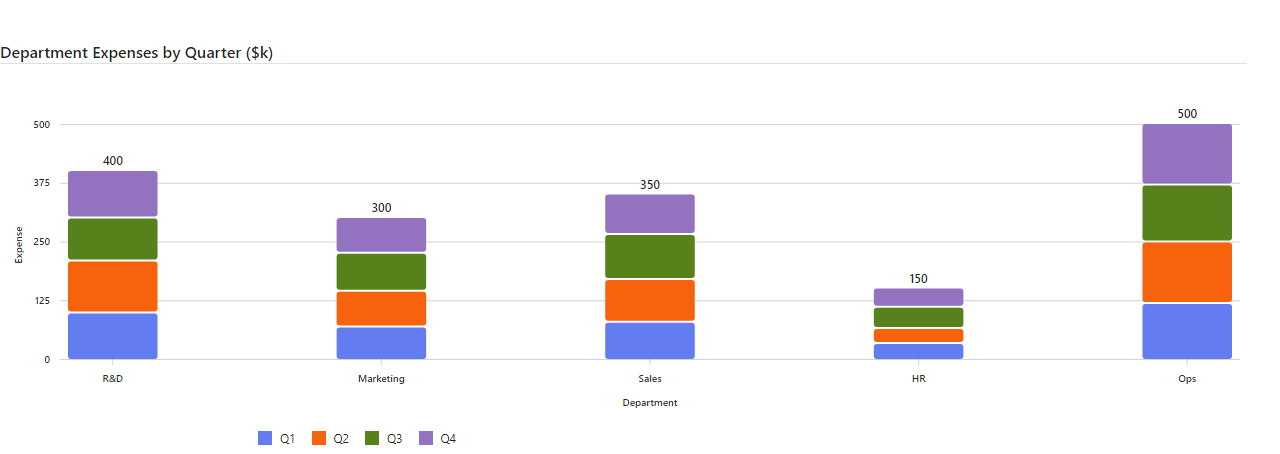 Department Expenses by Quarter ($k)
500
400
500
375
350
300
250
Expense
150
125
0
R&D Marketing Sales HR Ops
Department
Q1 Q2 Q3 Q4